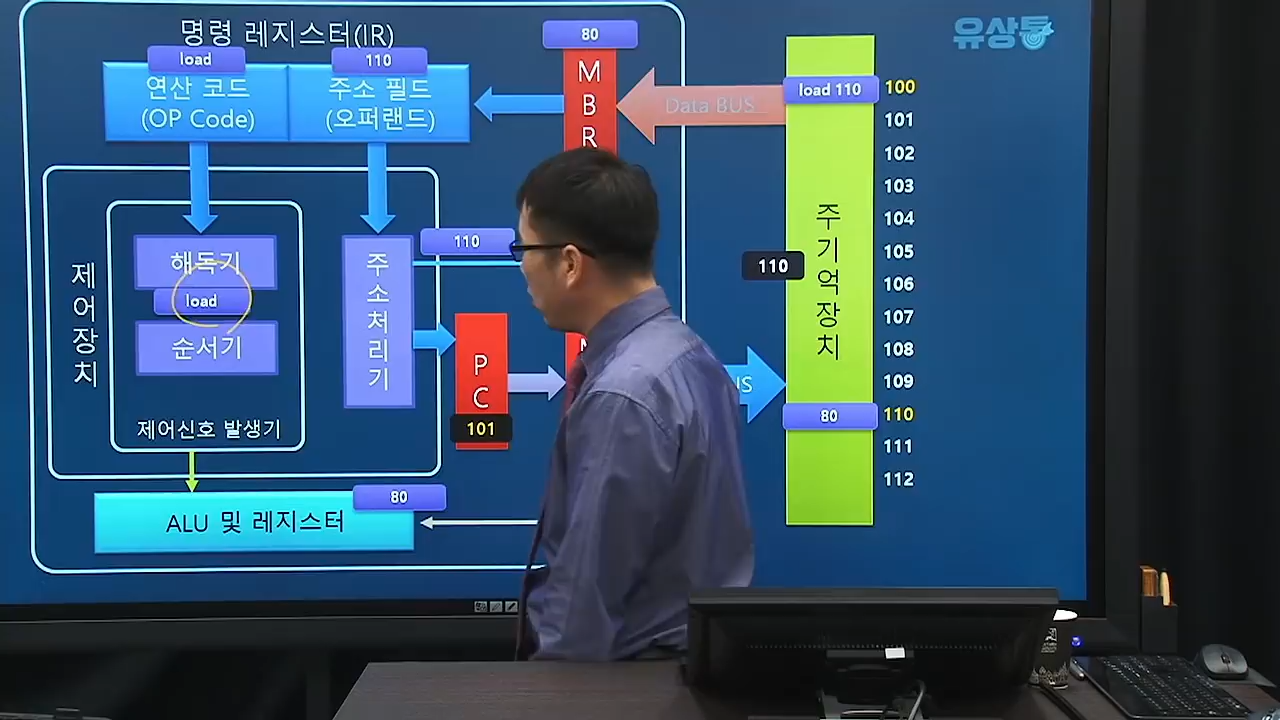 명령 레지스터(IR)
80
유상통
load
110
연산 코드
(OP Code)
주소 필드
(오퍼랜드)
M
B
R
Data BUS
load 110
100
101
102
103
104
105
106
107
108
109
110
111
112
주
기
억
장
치
110
80
제
어
장
치
해독기
load
순서기
제어신호 발생기
주
소
처
리
기
110
P
C
101
ALU 및 레지스터
80